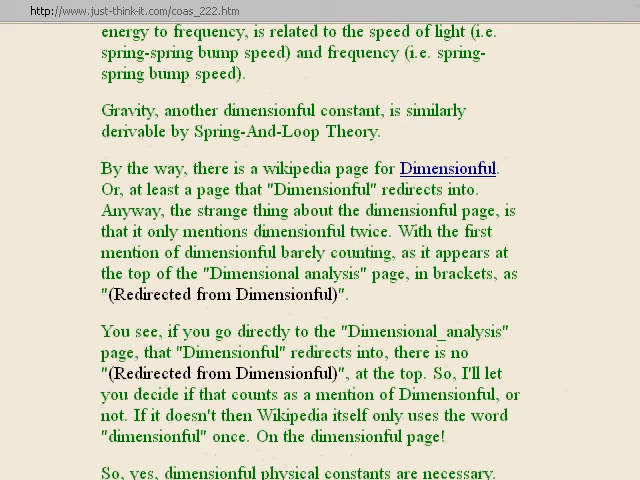 http://www.just-think-it.com/coas_222.htm
energy to frequency, is related to the speed of light (i.e.
spring-spring bump speed) and frequency (i.e. spring-
spring bump speed).
Gravity, another dimensionful constant, is similarly
derivable by Spring-And-Loop Theory.
By the way, there is a wikipedia page for Dimensionful.
Or, at least a page that "Dimensionful" redirects into.
Anyway, the strange thing about the dimensionful page, is
that it only mentions dimensionful twice. With the first
mention of dimensionful barely counting, as it appears at
the top of the "Dimensional analysis" page, in brackets, as
"(Redirected from Dimensionful)".
You see, if you go directly to the "Dimensional_analysis"
page, that "Dimensionful" redirects into, there is no
"(Redirected from Dimensionful)", at the top. So, I'll let
you decide if that counts as a mention of Dimensionful, or
not. If it doesn't then Wikipedia itself only uses the word
"dimensionful" once. On the dimensionful page!
So, yes, dimensionful physical constants are necessary.